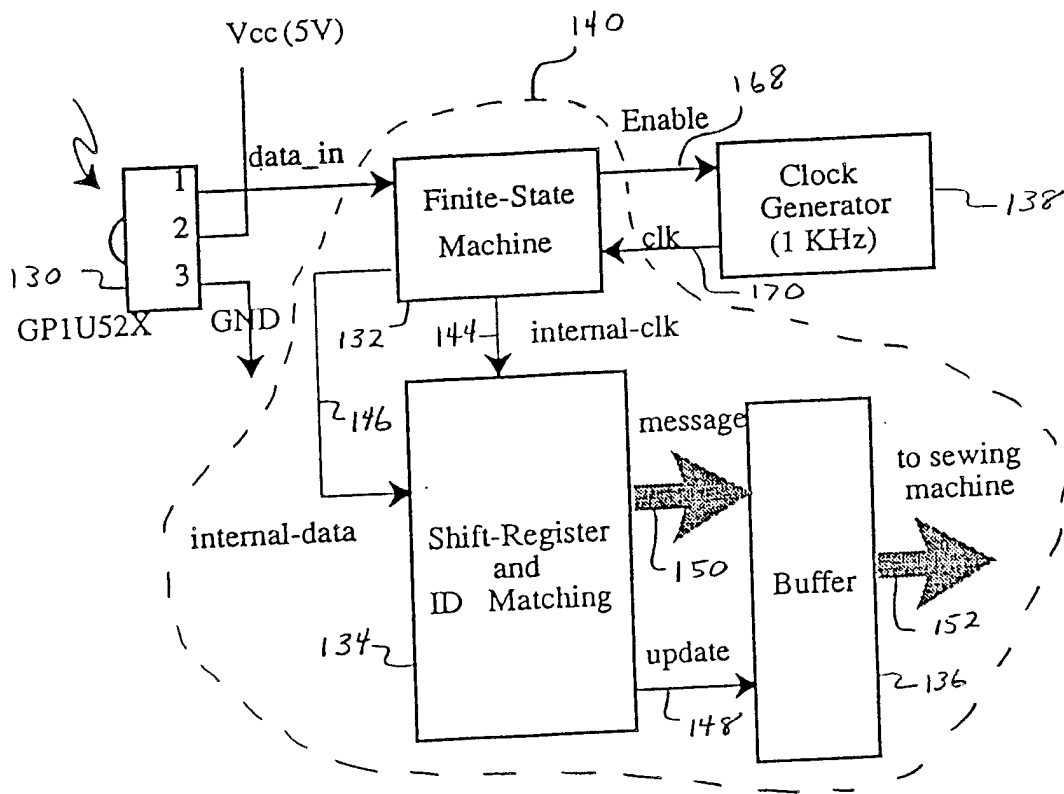 140
Vcc (5V)
168
Enable
data_in
1
2
3
Finite-State
Machine
Clock
Generator
(1 KHz)
138
clk
170
130
GP1U52X
GND
132
144
internal-clk
146
message
to sewing
machine
internal-data
Shift-Register
and
ID Matching
150
Buffer
152
134
update
148
136